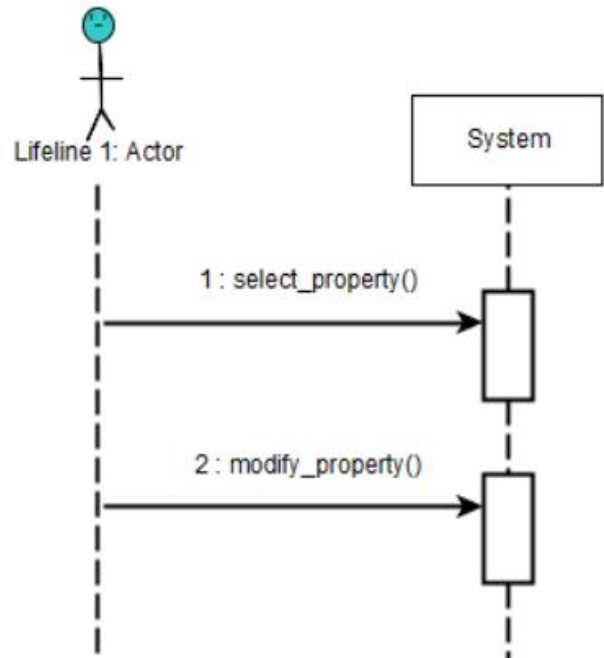 Lifeline 1: Actor
System
1 : select_property()
2 : modify_property()